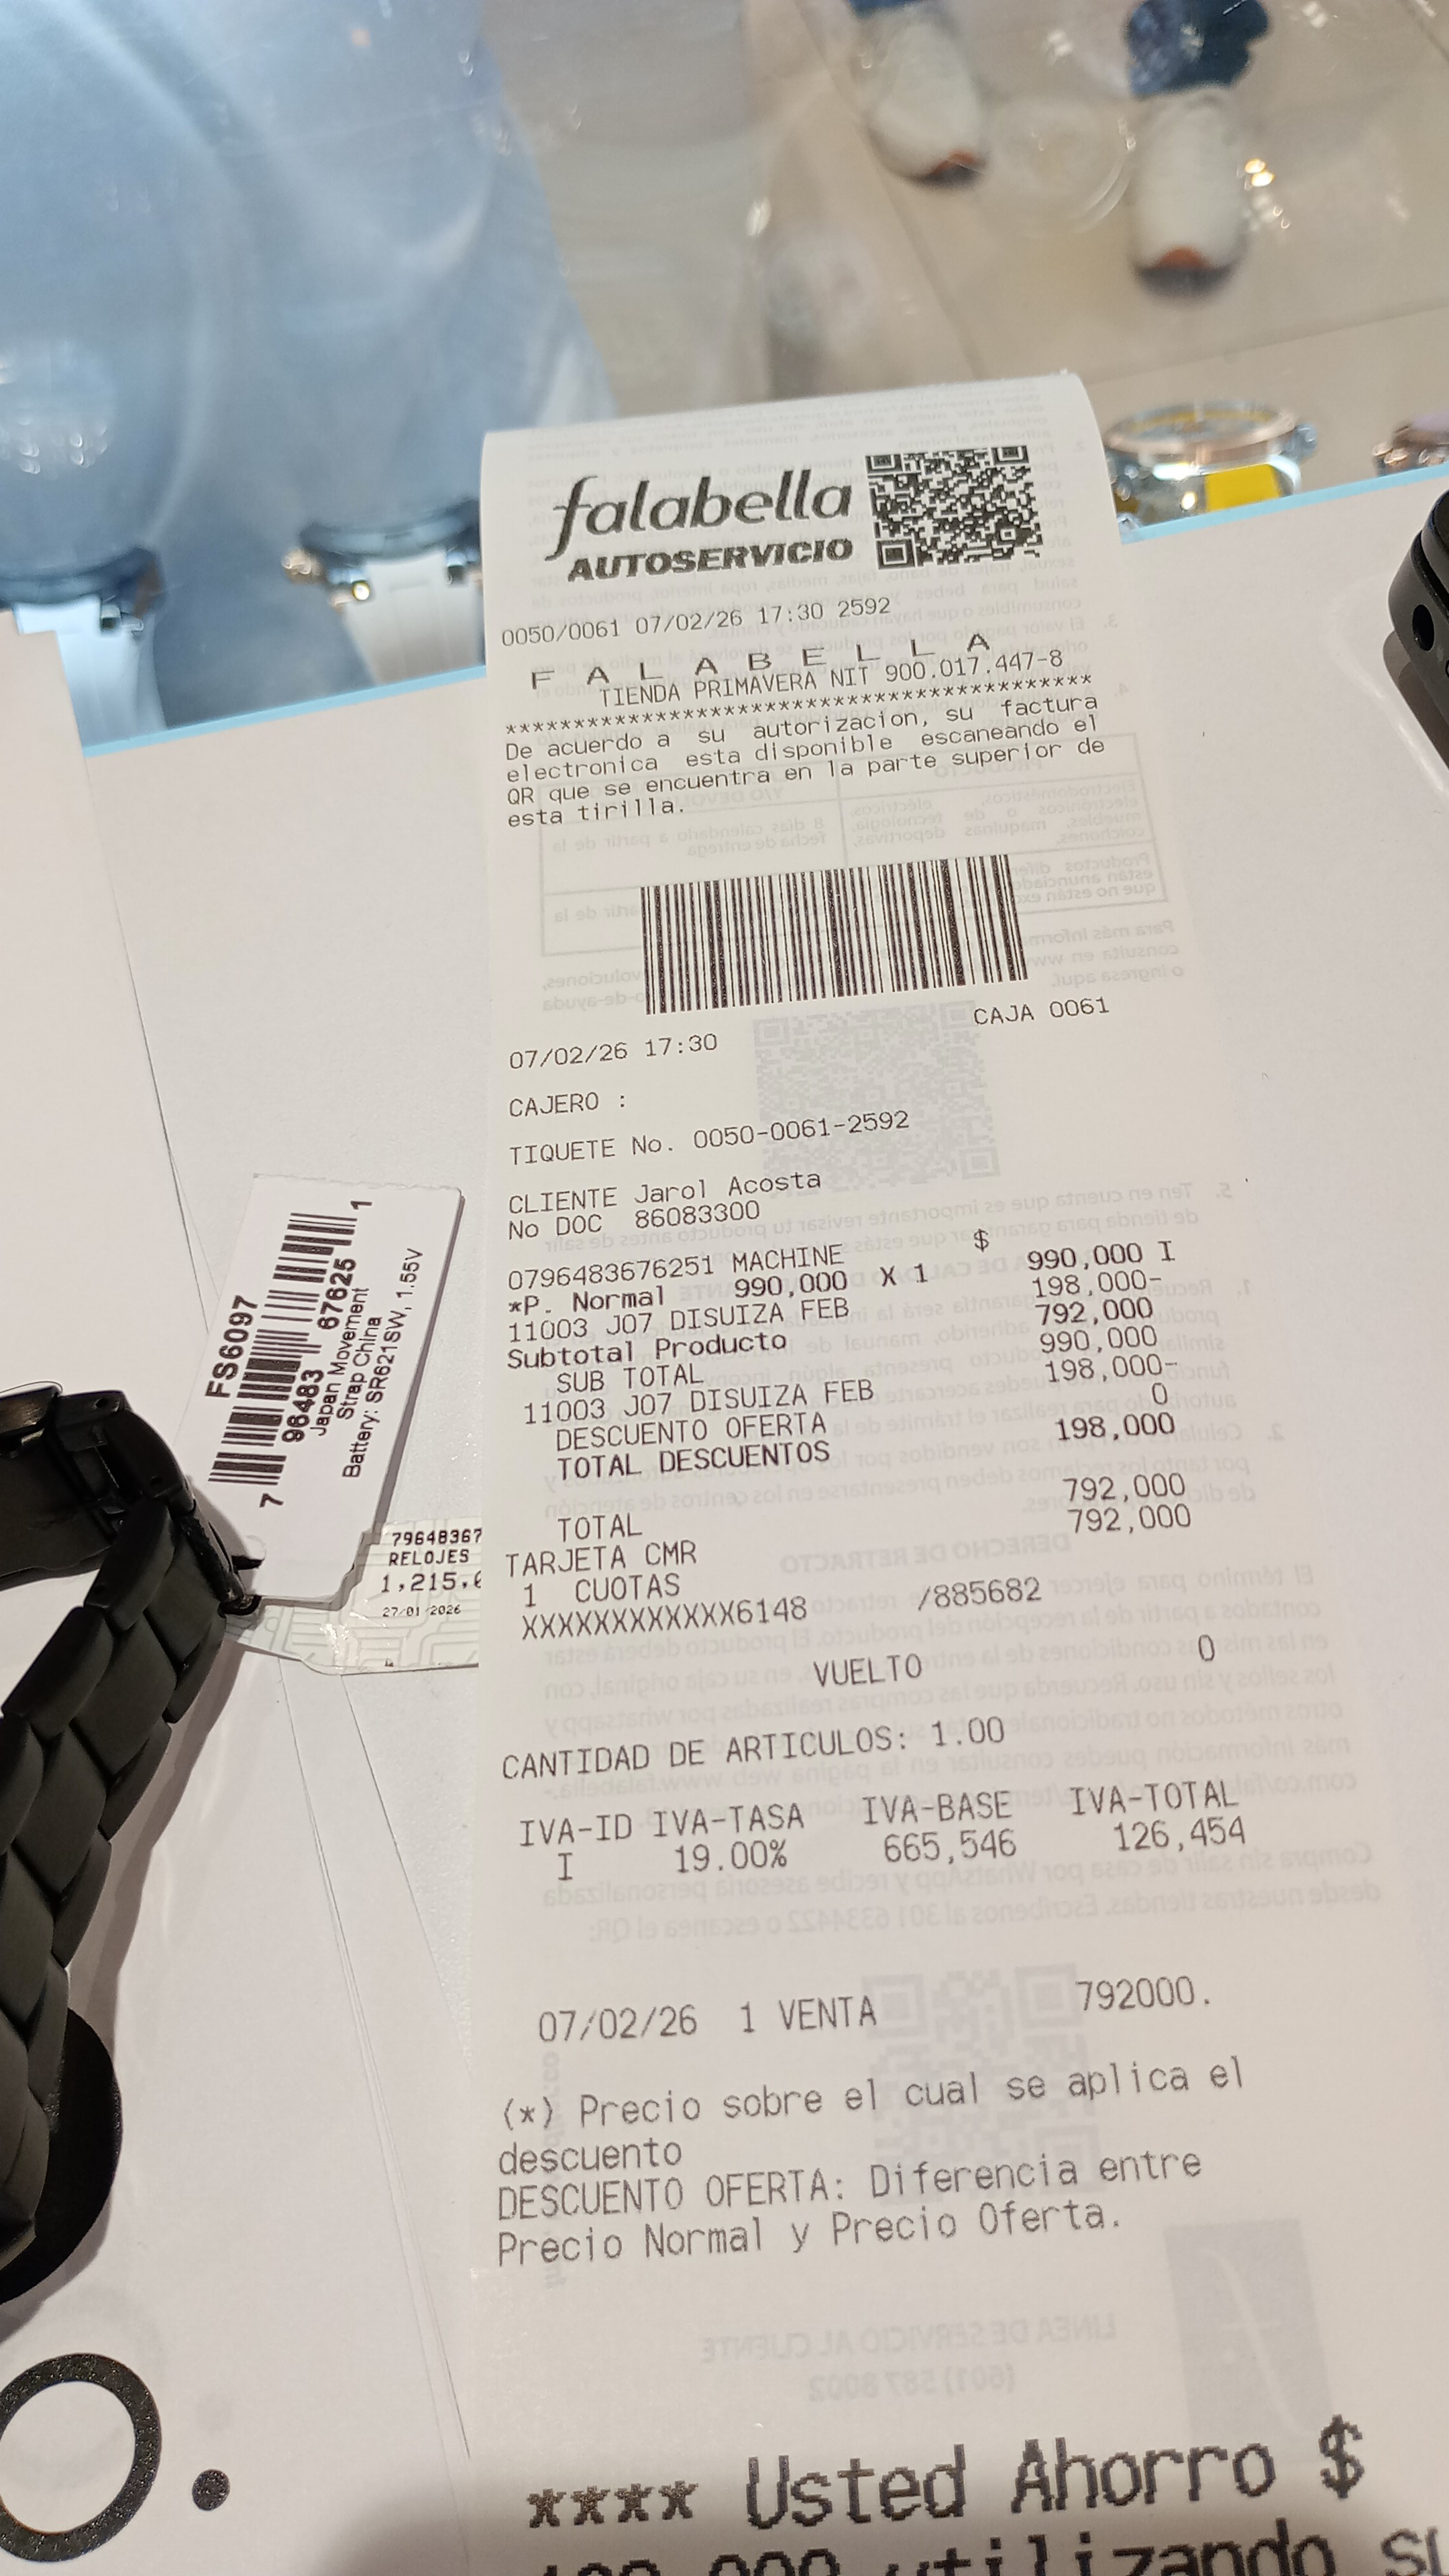 falabella
AUTOSERVICIO
0050/0061 07/02/26 17:30 2592
F A L A B E L L A
TIENDA PRIMAVERA NIT 900.017.447-8
********************************************
De acuerdo a su autorizacion, su factura
electronica esta disponible escaneando el
QR que se encuentra en la parte superior de
esta tirilla.
CAJA 0061
07/02/26 17:30
CAJERO :
TIQUETE No. 0050-0061-2592
CLIENTE Jarol Acosta
No DOC 86083300
$
0796483676251 MACHINE 990,000 I
*P. Normal 990,000 X 1
11003 J07 DISUIZA FEB 198,000-
Subtotal Producto 792,000
SUB TOTAL 990,000
11003 J07 DISUIZA FEB 198,000-
DESCUENTO OFERTA 0
TOTAL DESCUENTOS 198,000
TOTAL 792,000
TARJETA CMR 792,000
1 CUOTAS
XXXXXXXXXXXX6148 /885682
VUELTO 0
CANTIDAD DE ARTICULOS: 1.00
IVA-ID IVA-TASA IVA-BASE IVA-TOTAL
I 19.00% 665,546 126,454
07/02/26 1 VENTA 792000.
(*) Precio sobre el cual se aplica el
descuento
DESCUENTO OFERTA: Diferencia entre
Precio Normal y Precio Oferta.
**** Usted Ahorro $
utilizando
FS6097
7 96483 67625 1
Japan Movement
Strap China
Battery: SR621SW, 1.55V
79648367
RELOJES
1,215,
27/01/2026